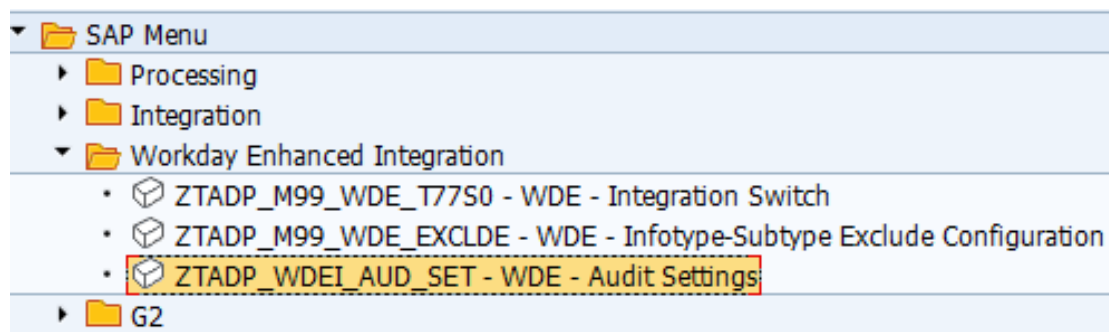 SAP Menu
Processing
Integration
Workday Enhanced Integration
ZTADP_M99_WDE_T77S0 - WDE - Integration Switch
ZTADP_M99_WDE_EXCLDE - WDE - Infotype-Subtype Exclude Configuration
ZTADP_WDEI_AUD_SET - WDE - Audit Settings
G2